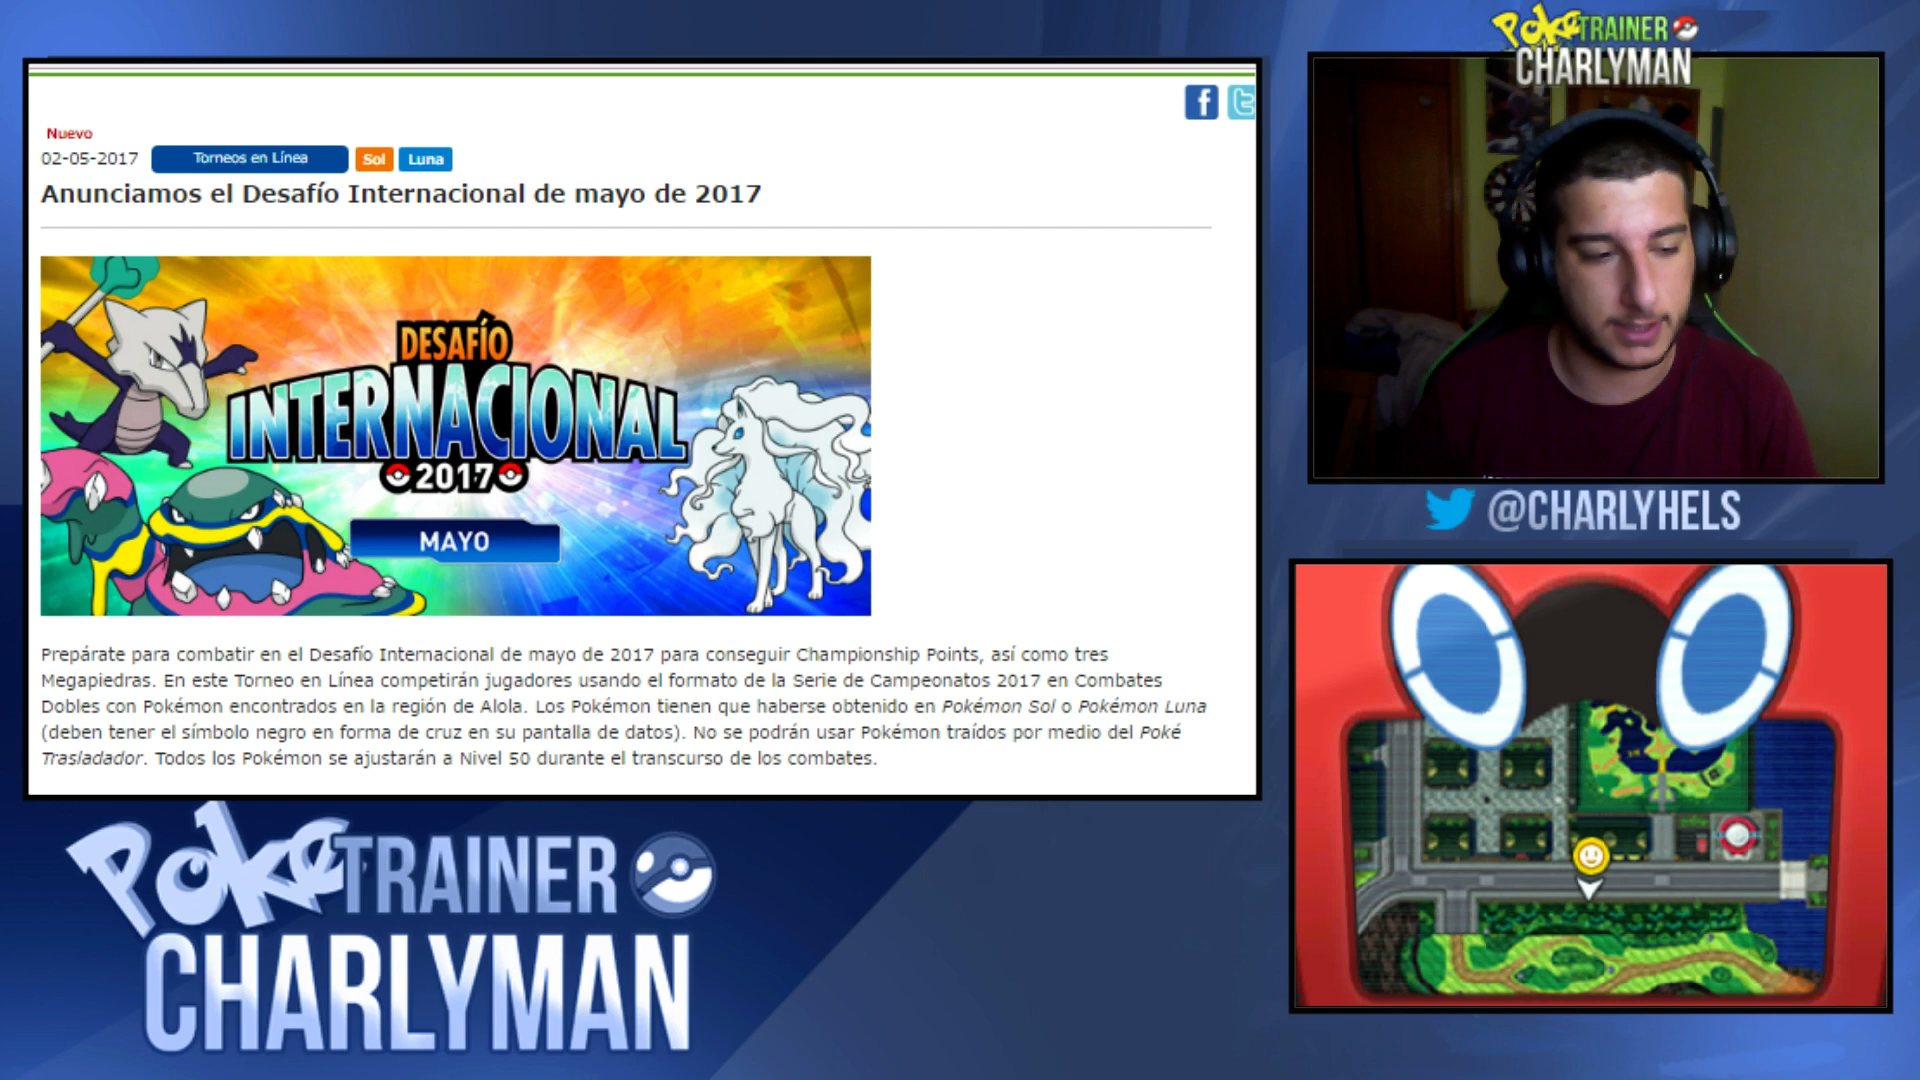 PokeTRAINER
CHARLYMAN
f t
Nuevo
02-05-2017 Torneos en Línea Sol Luna
Anunciamos el Desafío Internacional de mayo de 2017
DESAFÍO
INTERNACIONAL
2017
MAYO
Prepárate para combatir en el Desafío Internacional de mayo de 2017 para conseguir Championship Points, así como tres
Megapiedras. En este Torneo en Línea competirán jugadores usando el formato de la Serie de Campeonatos 2017 en Combates
Dobles con Pokémon encontrados en la región de Alola. Los Pokémon tienen que haberse obtenido en Pokémon Sol o Pokémon Luna
(deben tener el símbolo negro en forma de cruz en su pantalla de datos). No se podrán usar Pokémon traídos por medio del Poké
Trasladador. Todos los Pokémon se ajustarán a Nivel 50 durante el transcurso de los combates.
@CHARLYHELS
PokeTRAINER
CHARLYMAN